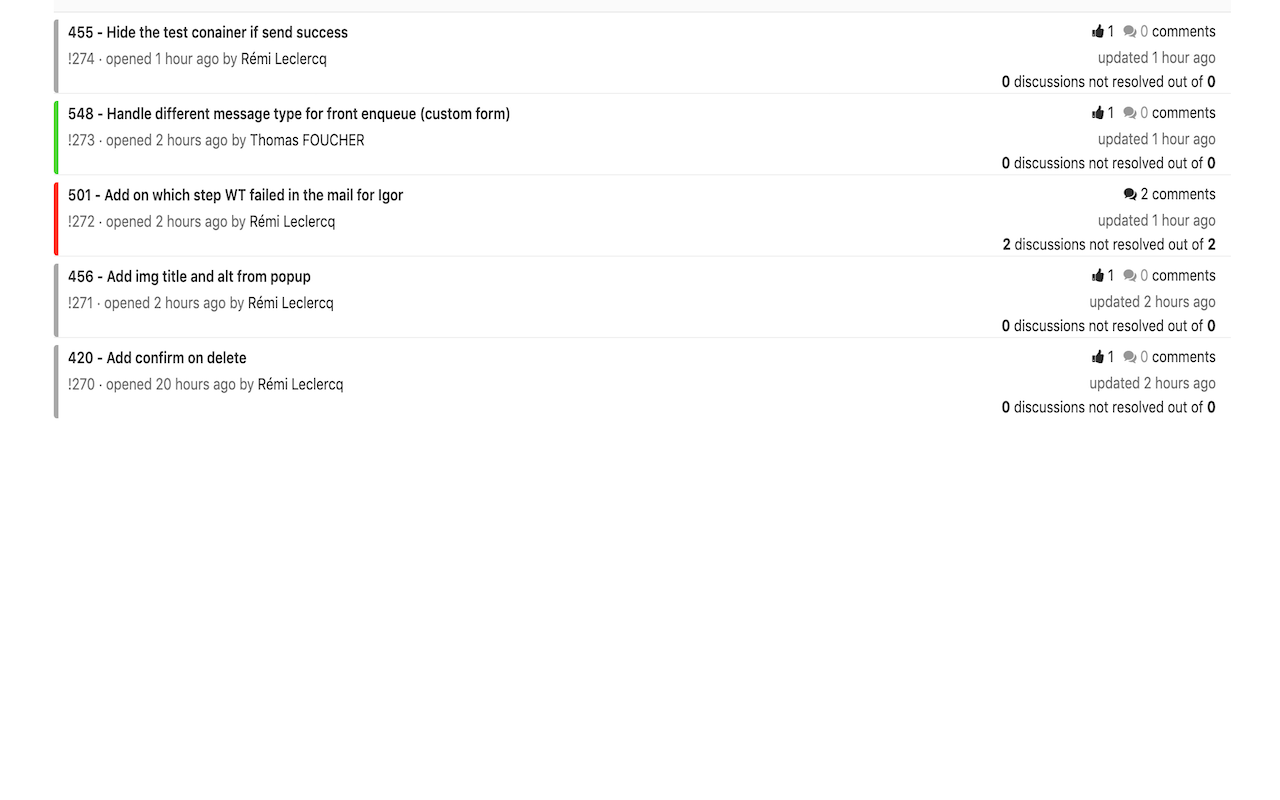 455 - Hide the test conainer if send success
1 0 comments
!274 · opened 1 hour ago by Rémi Leclercq
updated 1 hour ago
0 discussions not resolved out of 0
548 - Handle different message type for front enqueue (custom form)
1 0 comments
!273 · opened 2 hours ago by Thomas FOUCHER
updated 1 hour ago
0 discussions not resolved out of 0
501 - Add on which step WT failed in the mail for Igor
2 comments
!272 · opened 2 hours ago by Rémi Leclercq
updated 1 hour ago
2 discussions not resolved out of 2
456 - Add img title and alt from popup
1 0 comments
!271 · opened 2 hours ago by Rémi Leclercq
updated 2 hours ago
0 discussions not resolved out of 0
420 - Add confirm on delete
1 0 comments
!270 · opened 20 hours ago by Rémi Leclercq
updated 2 hours ago
0 discussions not resolved out of 0